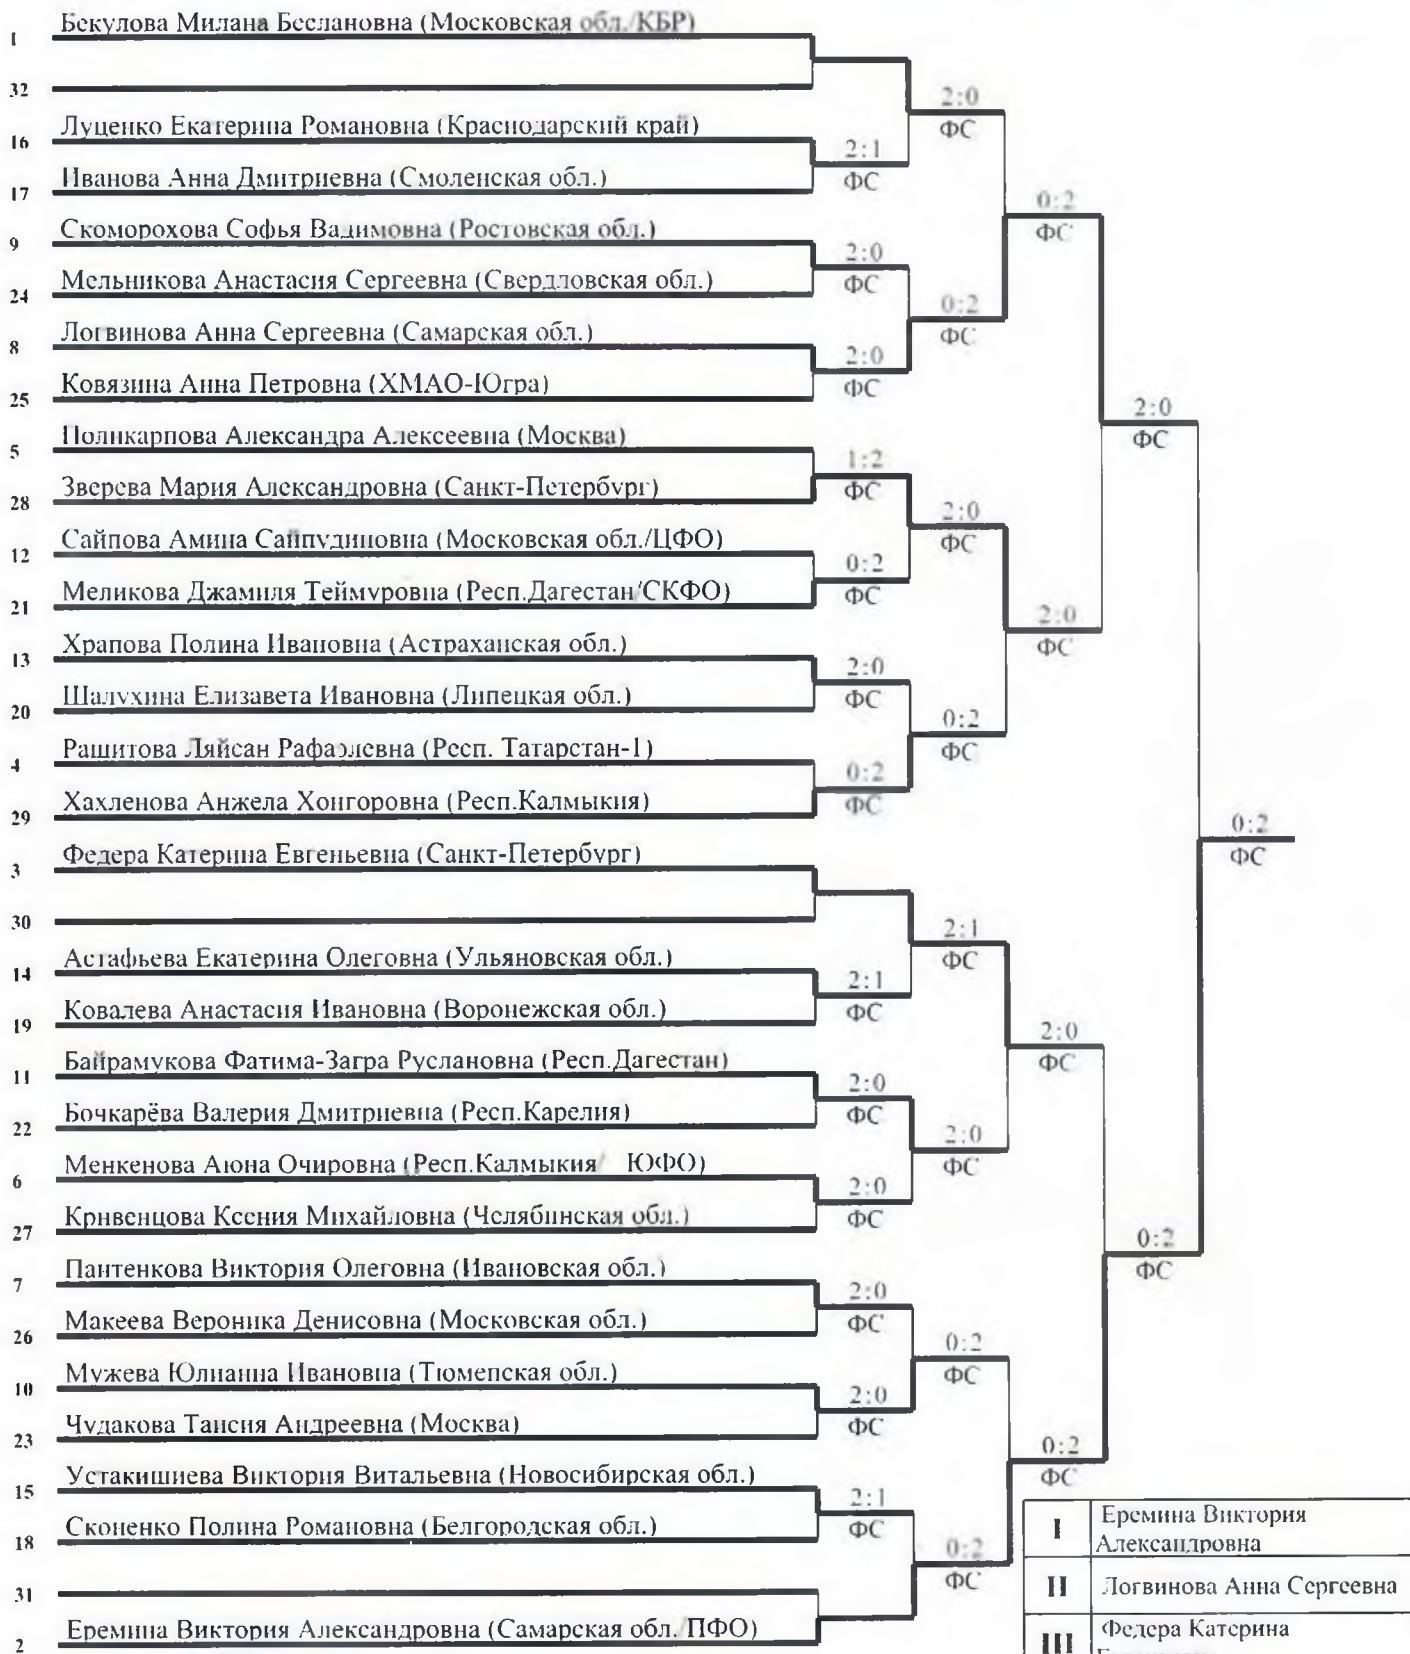 Бекулова Милана Беслановна (Московская обл./КБР)
1
32
2:0
ФС
Луценко Екатерина Романовна (Краснодарский край)
16
2:1
ФС
Иванова Анна Дмитриевна (Смоленская обл.)
17
0:2
ФС
Скоморохова Софья Вадимовна (Ростовская обл.)
9
2:0
ФС
Мельникова Анастасия Сергеевна (Свердловская обл.)
24
0:2
ФС
Логвинова Анна Сергеевна (Самарская обл.)
8
2:0
ФС
Ковязина Анна Петровна (ХМАО-Югра)
25
2:0
ФС
Поликарпова Александра Алексеевна (Москва)
5
1:2
ФС
Зверева Мария Александровна (Санкт-Петербург)
28
2:0
ФС
Сайпова Амина Сайпудиновна (Московская обл./ЦФО)
12
0:2
ФС
Меликова Джамиля Теймуровна (Респ.Дагестан/СКФО)
21
2:0
ФС
Храпова Полина Ивановна (Астраханская обл.)
13
2:0
ФС
Шалухина Елизавета Ивановна (Липецкая обл.)
20
0:2
ФС
Рашитова Ляйсан Рафаэлевна (Респ. Татарстан-1)
4
0:2
ФС
Хахленова Анжела Хонгоровна (Респ.Калмыкия)
29
0:2
ФС
Федера Катерина Евгеньевна (Санкт-Петербург)
3
30
2:1
ФС
Астафьева Екатерина Олеговна (Ульяновская обл.)
14
2:1
ФС
Ковалева Анастасия Ивановна (Воронежская обл.)
19
2:0
ФС
Байрамукова Фатима-Загра Руслановна (Респ.Дагестан)
11
2:0
ФС
Бочкарёва Валерия Дмитриевна (Респ.Карелия)
22
2:0
ФС
Менкенова Аюна Очировна (Респ.Калмыкия/ ЮФО)
6
2:0
ФС
Кривенцова Ксения Михайловна (Челябинская обл.)
27
0:2
ФС
Пантенкова Виктория Олеговна (Ивановская обл.)
7
2:0
ФС
Макеева Вероника Денисовна (Московская обл.)
26
0:2
ФС
Мужева Юлианна Ивановна (Тюменская обл.)
10
2:0
ФС
Чудакова Таисия Андреевна (Москва)
23
0:2
ФС
Устакишиева Виктория Витальевна (Новосибирская обл.)
15
2:1
ФС
Сконенко Полина Романовна (Белгородская обл.)
18
0:2
ФС
31
Еремина Виктория Александровна (Самарская обл./ПФО)
2
I Еремина Виктория
Александровна
II Логвинова Анна Сергеевна
III Федера Катерина